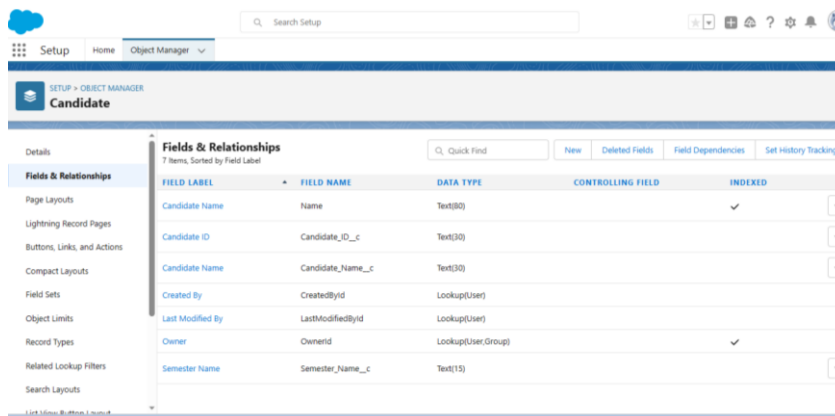 Search Setup
Setup Home Object Manager
SETUP > OBJECT MANAGER
Candidate
Details
Fields & Relationships
Page Layouts
Lightning Record Pages
Buttons, Links, and Actions
Compact Layouts
Field Sets
Object Limits
Record Types
Related Lookup Filters
Search Layouts
List View Button Layout
Fields & Relationships
7 Items, Sorted by Field Label
Quick Find New Deleted Fields Field Dependencies Set History Tracking
FIELD LABEL FIELD NAME DATA TYPE CONTROLLING FIELD INDEXED
Candidate Name Name Text(80)
Candidate ID Candidate_ID__c Text(30)
Candidate Name Candidate_Name__c Text(30)
Created By CreatedById Lookup(User)
Last Modified By LastModifiedById Lookup(User)
Owner OwnerId Lookup(User,Group)
Semester Name Semester_Name__c Text(15)